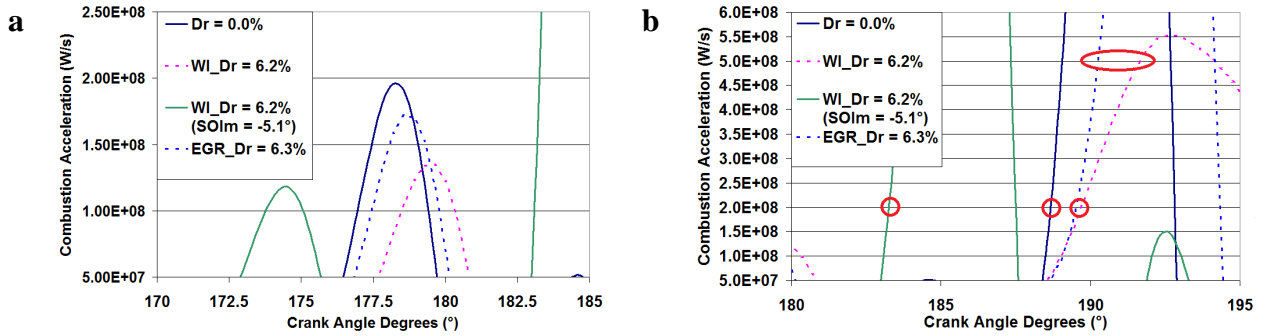 a
2.50E+08
2.00E+08
1.50E+08
1.00E+08
5.00E+07
Combustion Acceleration (W/s)
Dr = 0.0%
WI_Dr = 6.2%
WI_Dr = 6.2%
(SOIm = -5.1°)
EGR_Dr = 6.3%
170 172.5 175 177.5 180 182.5 185
Crank Angle Degrees (°)
b
6.0E+08
5.5E+08
5.0E+08
4.5E+08
4.0E+08
3.5E+08
3.0E+08
2.5E+08
2.0E+08
1.5E+08
1.0E+08
5.0E+07
Combustion Acceleration (W/s)
Dr = 0.0%
WI_Dr = 6.2%
WI_Dr = 6.2%
(SOIm = -5.1°)
EGR_Dr = 6.3%
180 185 190 195
Crank Angle Degrees (°)